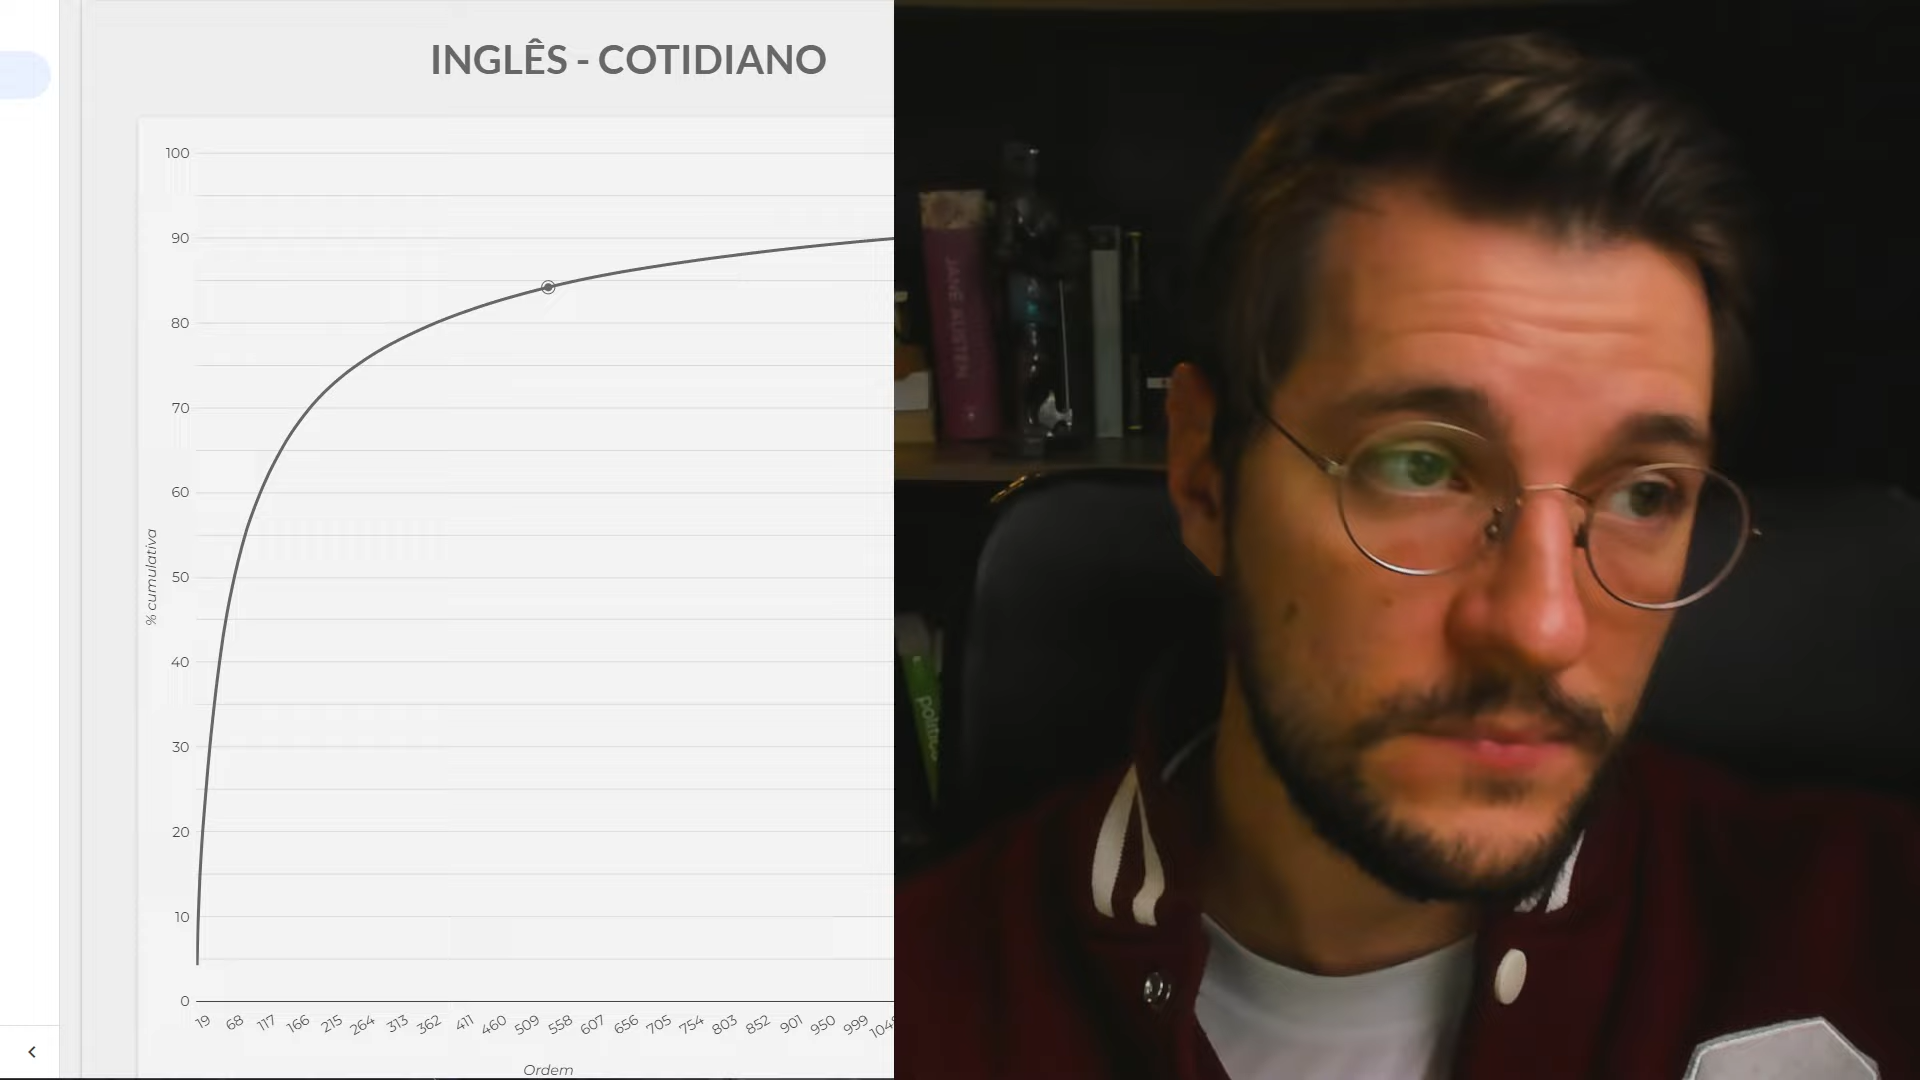 INGLÊS - COTIDIANO
100
90
80
70
60
50
40
30
20
10
0
% cumulativa
19 68 117 166 215 264 313 362 411 460 509 558 607 656 705 754 803 852 901 950 999
Ordem
JANE AUSTEN